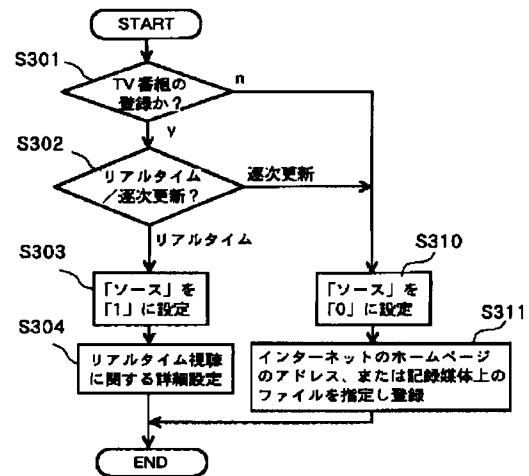 START
S301
TV番組の
登録か?
n
y
S302
リアルタイム
/逐次更新?
逐次更新
リアルタイム
S303
「ソース」を
「1」に設定
S310
「ソース」を
「0」に設定
S304
リアルタイム視聴
に関する詳細設定
S311
インターネットのホームページ
のアドレス、または記録媒体上の
ファイルを指定し登録
END